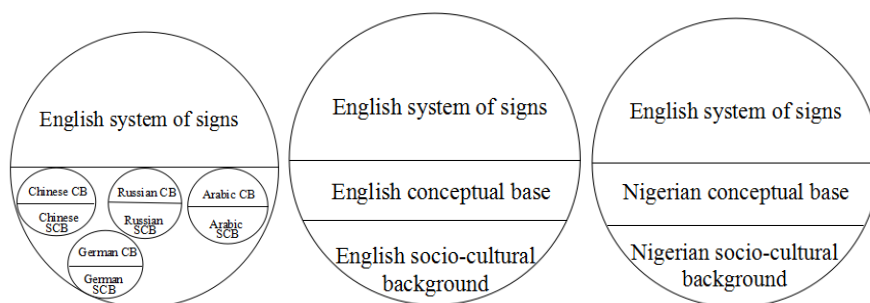 English system of signs
Chinese CB
Chinese
SCB
Russian CB
Russian
SCB
Arabic CB
Arabic
SCB
German CB
German
SCB
English system of signs
English conceptual base
English socio-cultural
background
English system of signs
Nigerian conceptual base
Nigerian socio-cultural
background